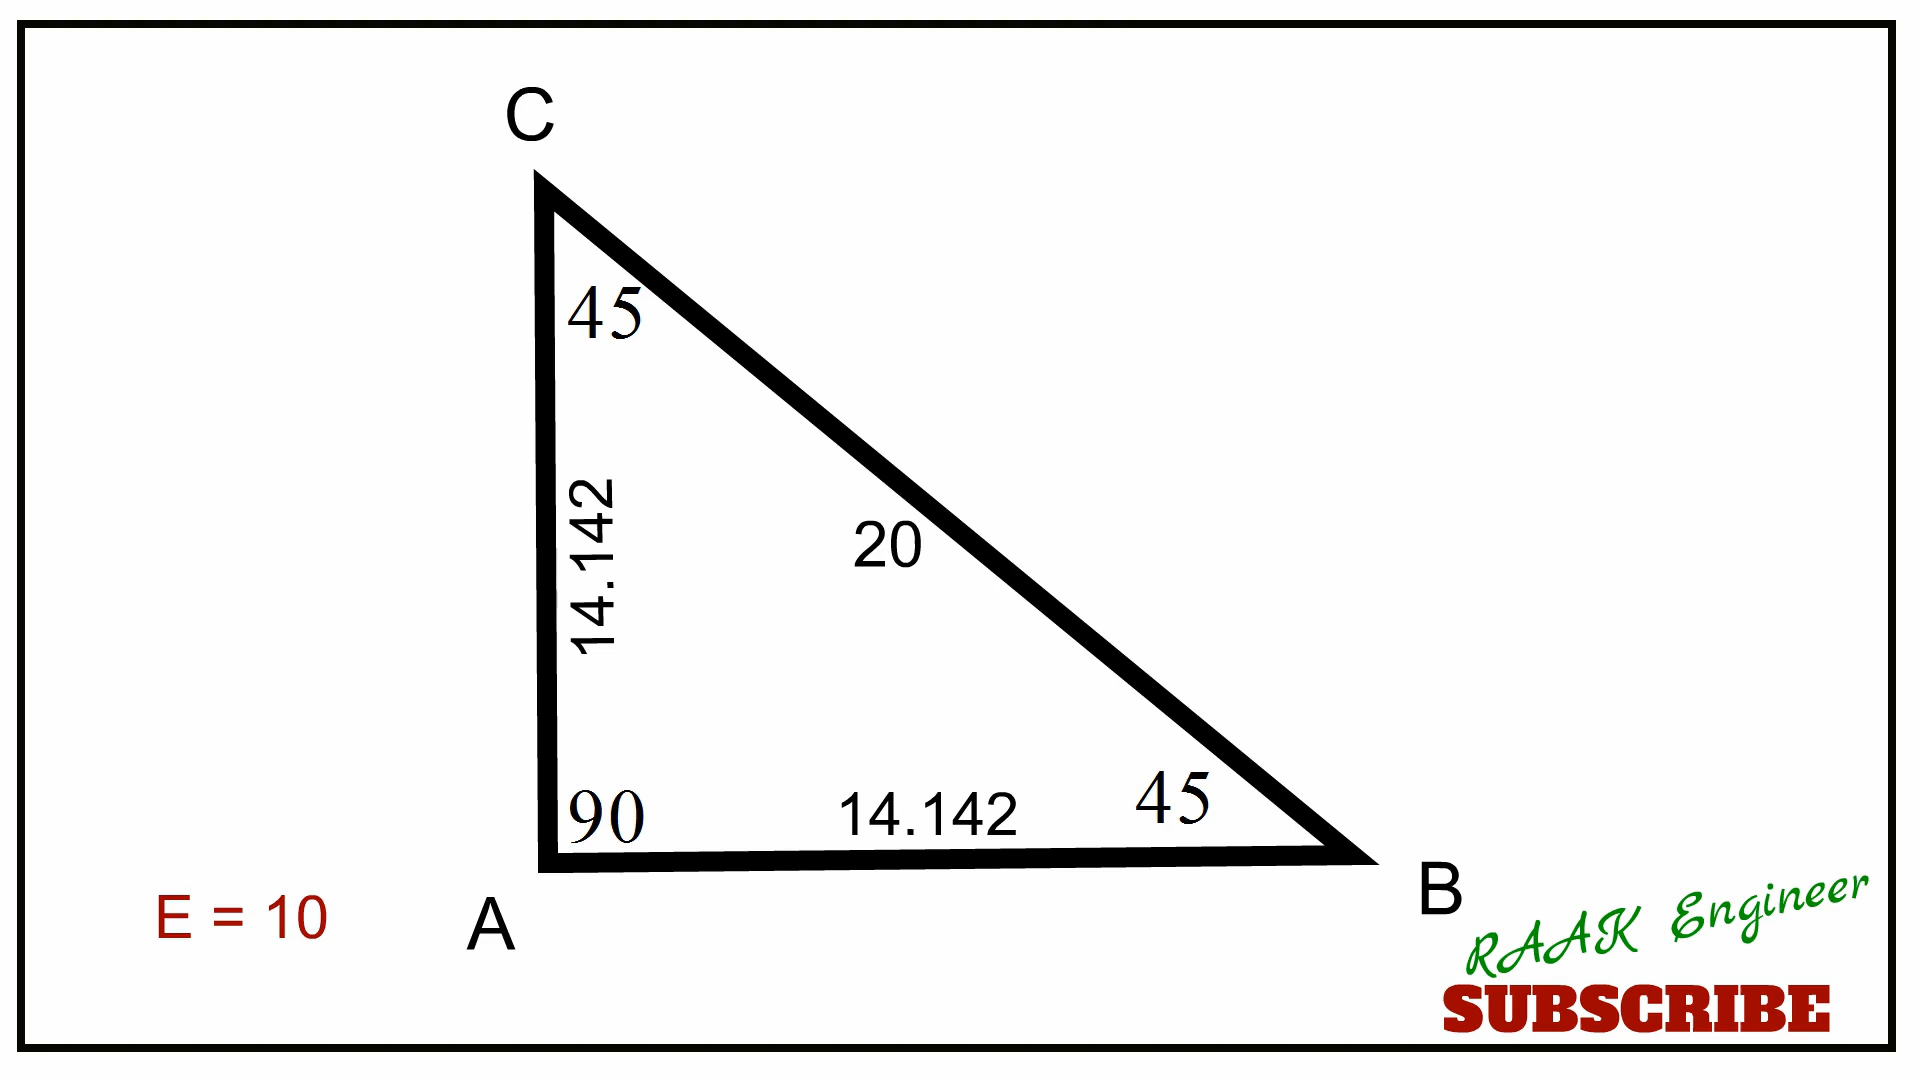 C
45
14.142
20
90
14.142
45
E = 10
A
B
RAAK Engineer
SUBSCRIBE